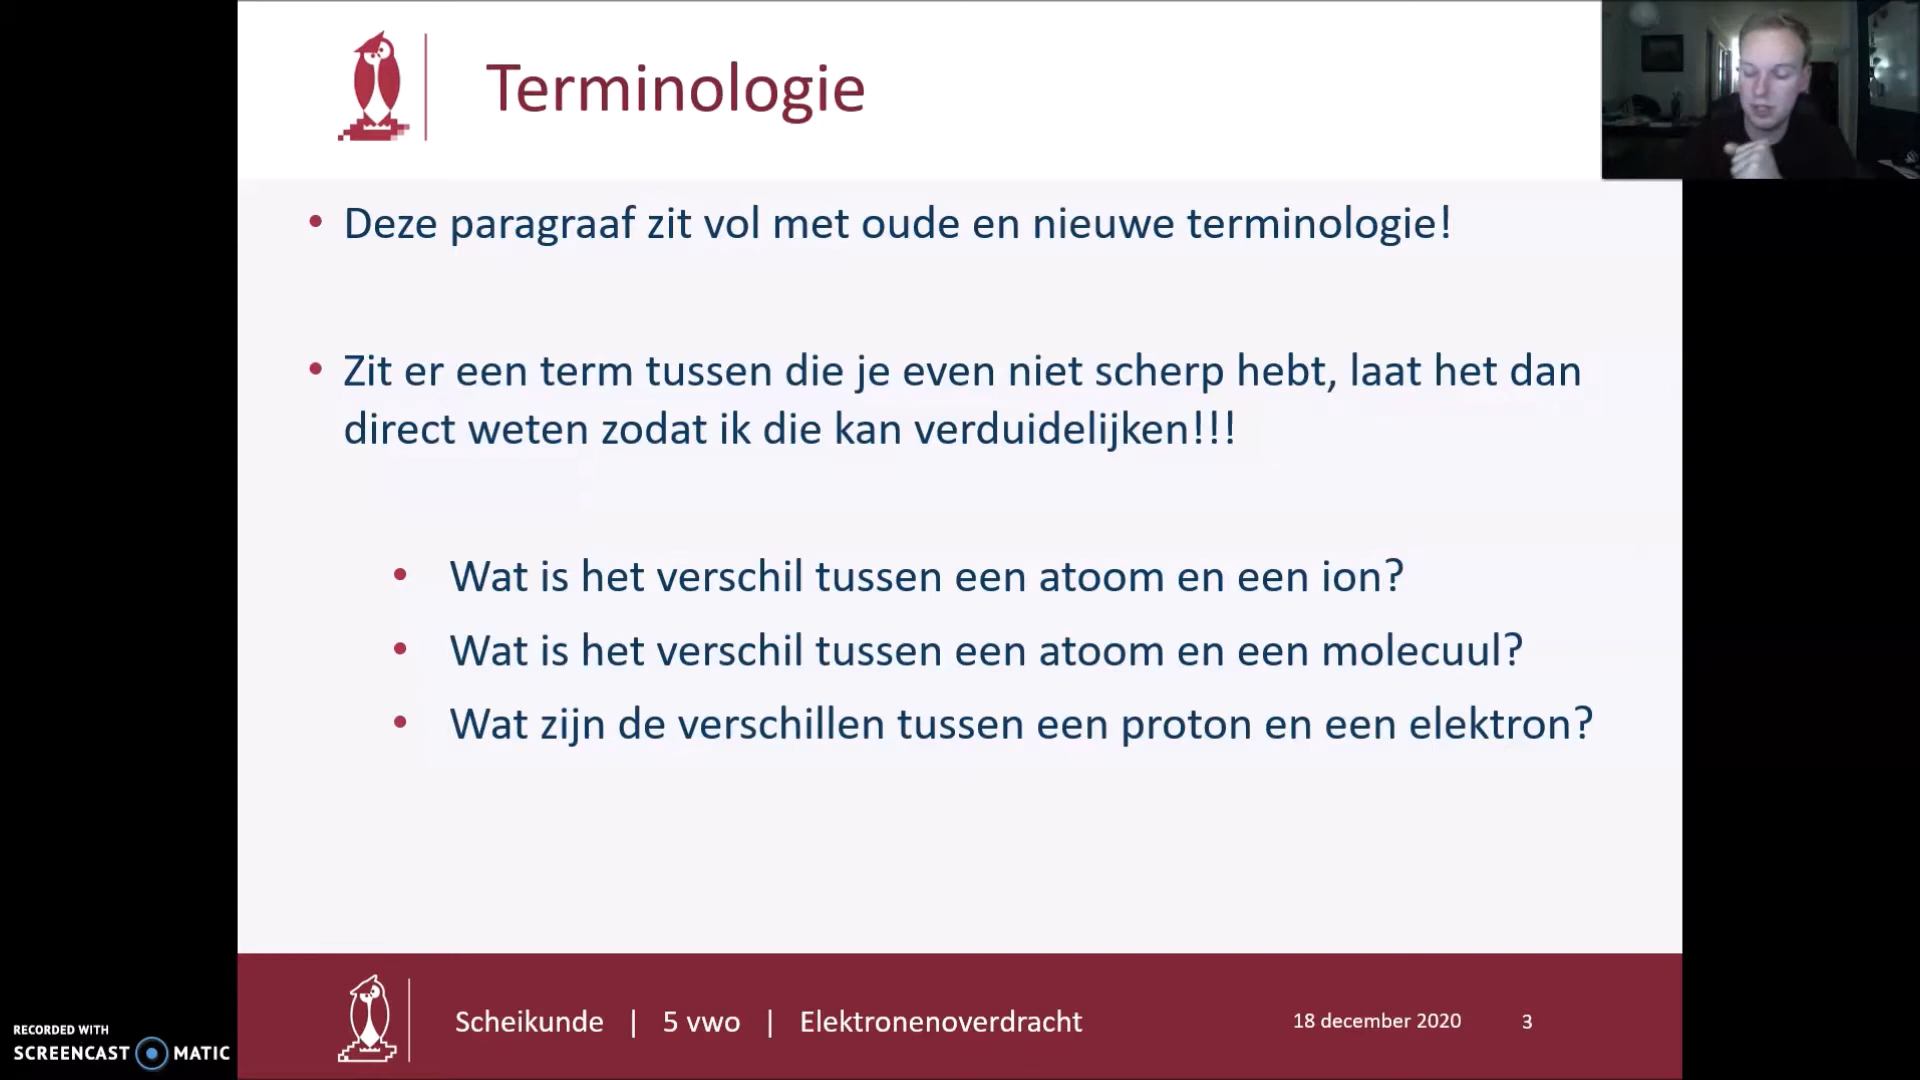 Terminologie
• Deze paragraaf zit vol met oude en nieuwe terminologie!
• Zit er een term tussen die je even niet scherp hebt, laat het dan
direct weten zodat ik die kan verduidelijken!!!
• Wat is het verschil tussen een atoom en een ion?
• Wat is het verschil tussen een atoom en een molecuul?
• Wat zijn de verschillen tussen een proton en een elektron?
Scheikunde | 5 vwo | Elektronenoverdracht 18 december 2020 3
RECORDED WITH
SCREENCAST MATIC